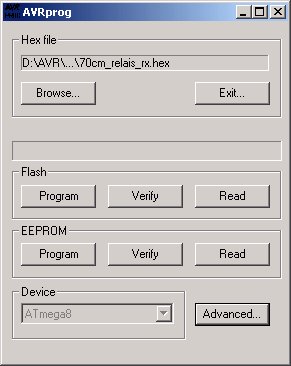 AVRprog
Hex file
D:\AVR\...\70cm_relais_rx.hex
Browse... Exit...
Flash
Program Verify Read
EEPROM
Program Verify Read
Device
ATmega8 Advanced...